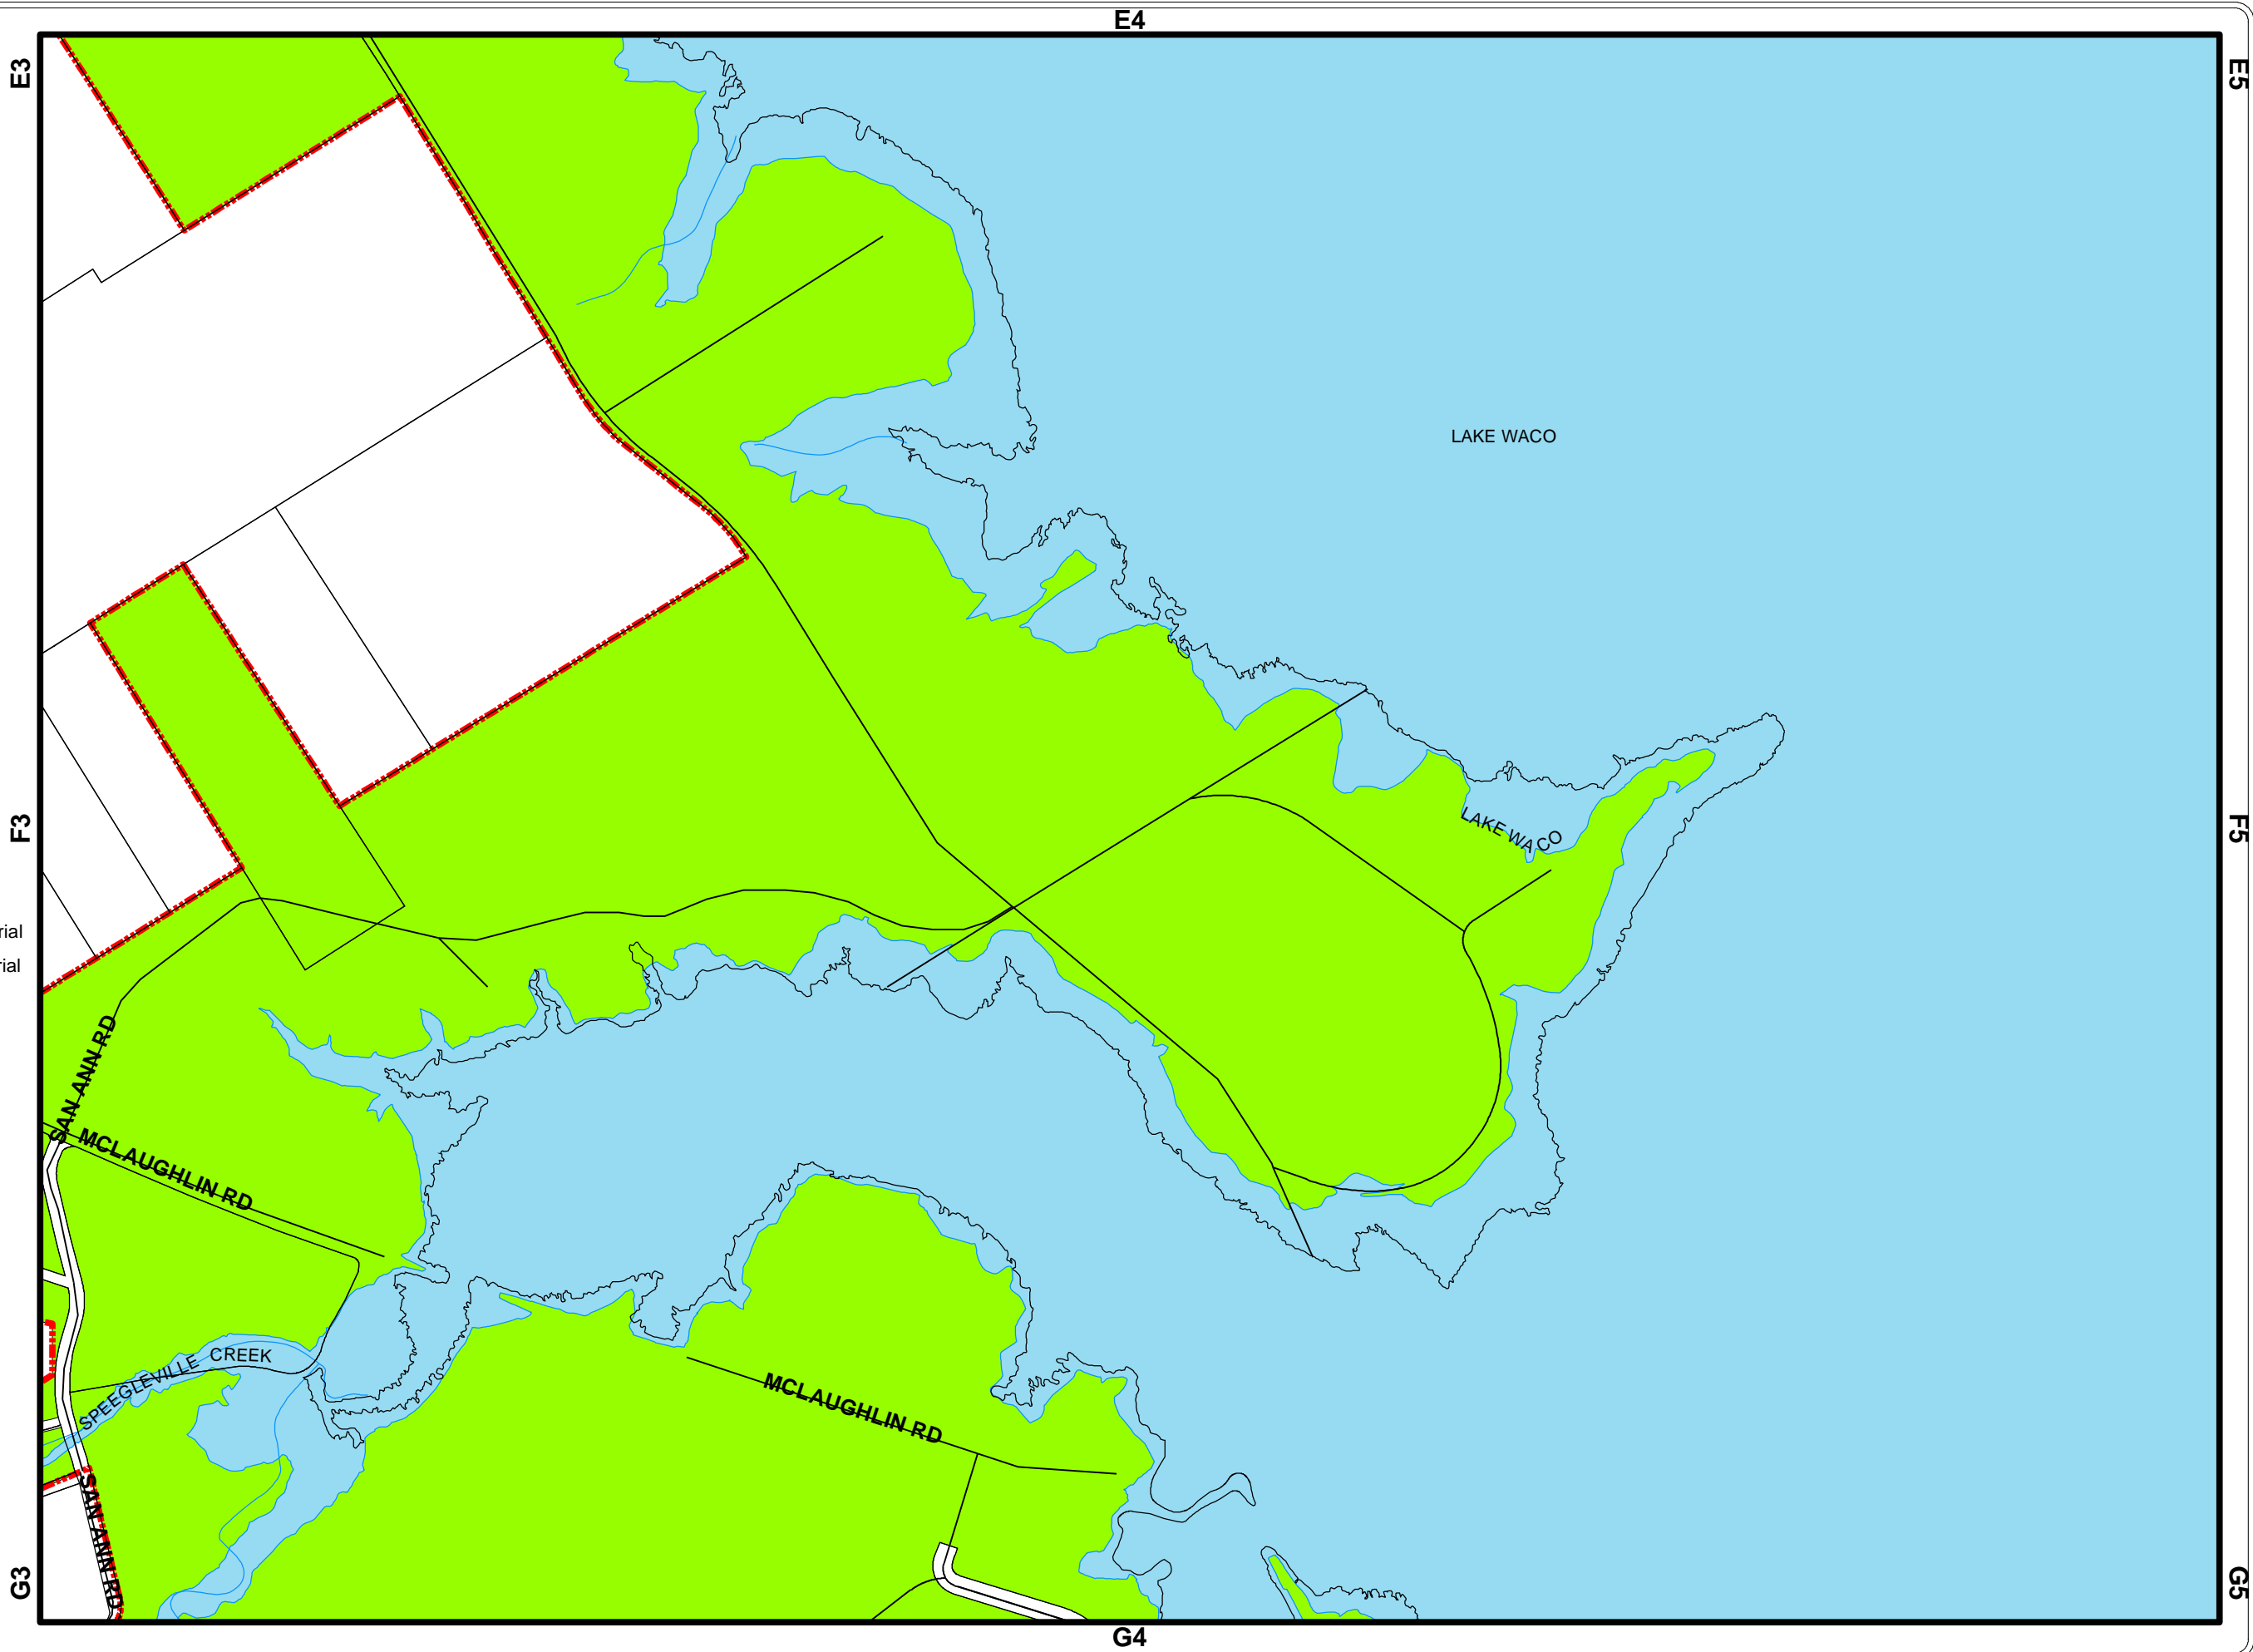 E4
E3
E5
LAKE WACO
F3
F5
LAKE WACO
rial
rial
SAN ANN RD
MCLAUGHLIN RD
SPEEGLEVILLE CREEK
MCLAUGHLIN RD
SAN ANN RD
G3
G5
G4